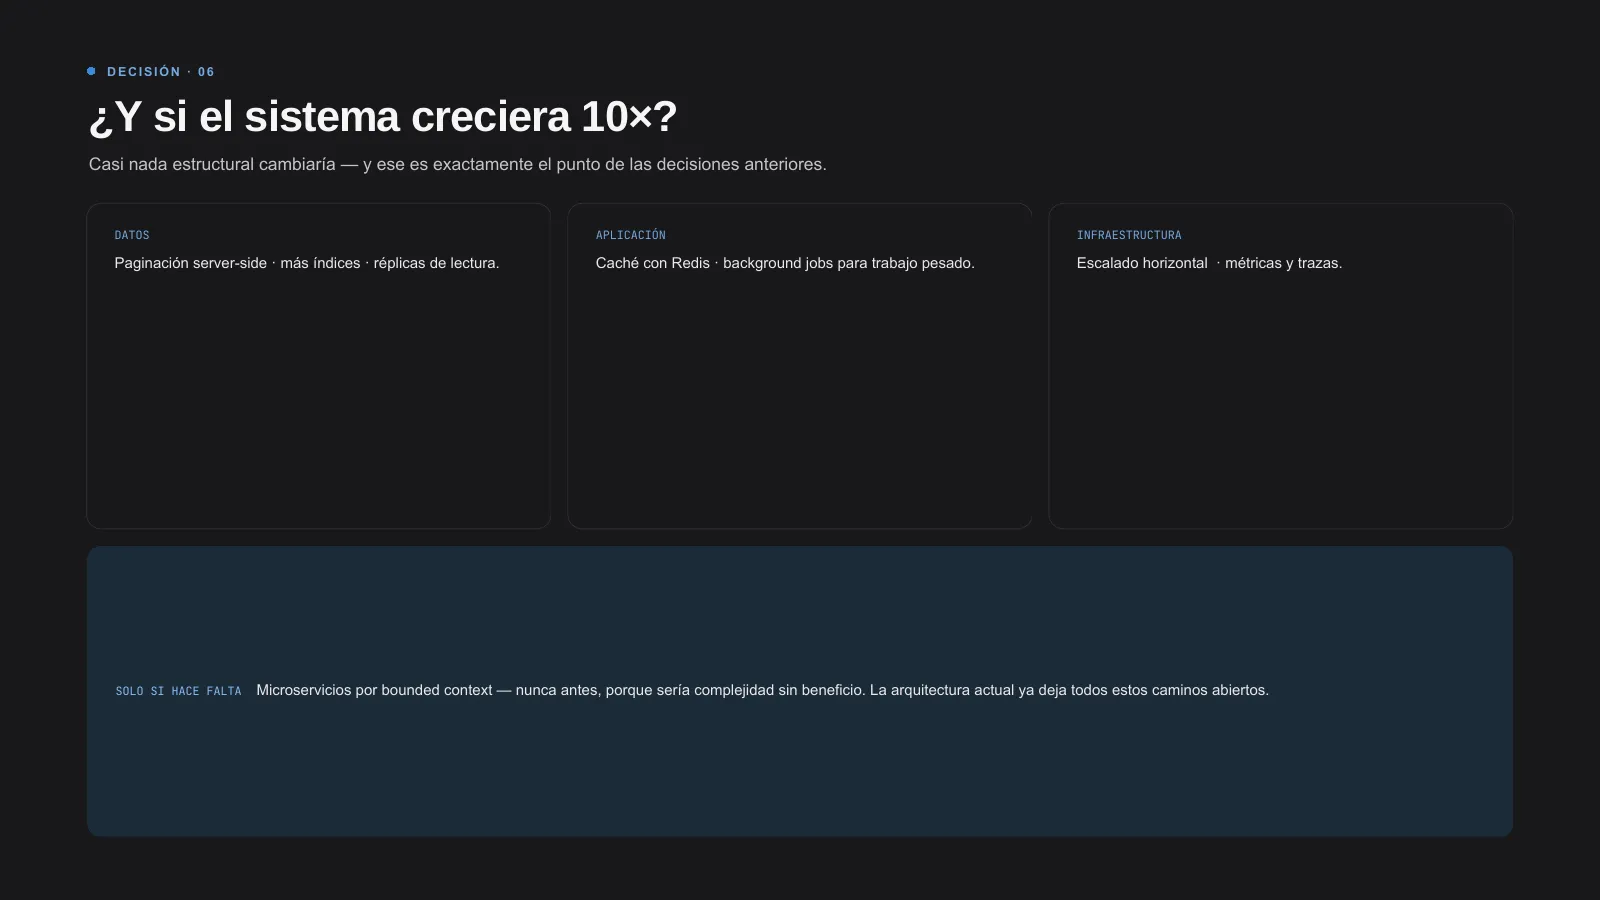 DECISIÓN · 06
¿Y si el sistema creciera 10×?
Casi nada estructural cambiaría — y ese es exactamente el punto de las decisiones anteriores.
DATOS
Paginación server-side · más índices · réplicas de lectura.
APLICACIÓN
Caché con Redis · background jobs para trabajo pesado.
INFRAESTRUCTURA
Escalado horizontal  · métricas y trazas.
SOLO SI HACE FALTA Microservicios por bounded context — nunca antes, porque sería complejidad sin beneficio. La arquitectura actual ya deja todos estos caminos abiertos.